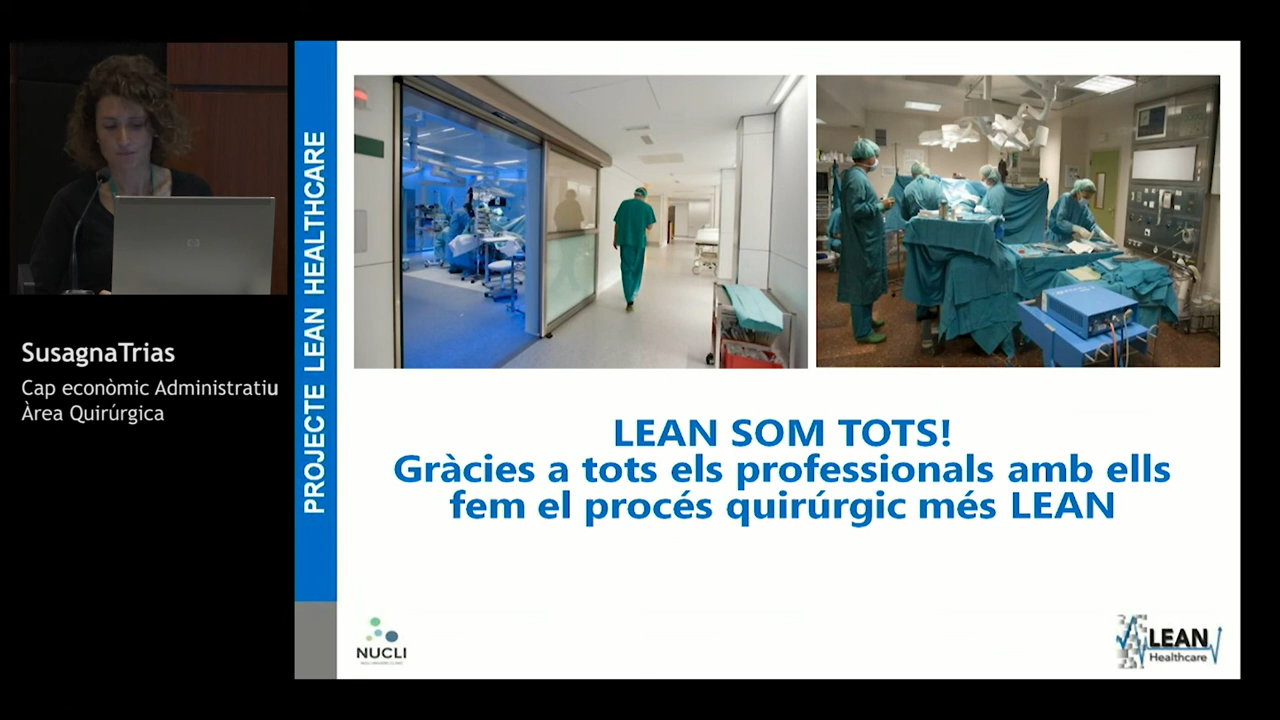 SusagnaTrias
Cap econòmic Administratiu
Àrea Quirúrgica
PROJECTE LEAN HEALTHCARE
LEAN SOM TOTS!
Gràcies a tots els professionals amb ells
fem el procés quirúrgic més LEAN
NUCLI
LEAN
Healthcare
hp